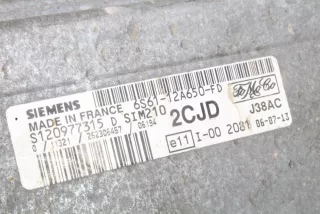 SIEMENS 6S61-12A650-FD
MADE IN FRANCE
S120977315 D SIM210 2CJD J38AC
e11 I-00 2081 06-07-13